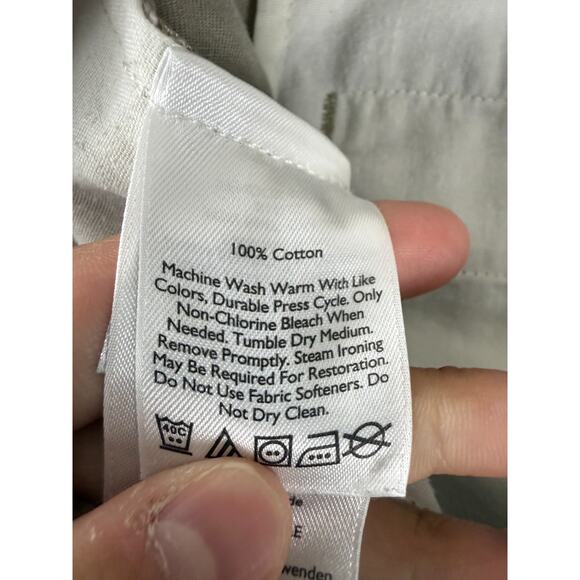 100% Cotton
Machine Wash Warm With Like
Colors, Durable Press Cycle. Only
Non-Chlorine Bleach When
Needed. Tumble Dry Medium.
Remove Promptly. Steam Ironing
May Be Required For Restoration.
Do Not Use Fabric Softeners. Do
Not Dry Clean.
40C
de
E
wenden